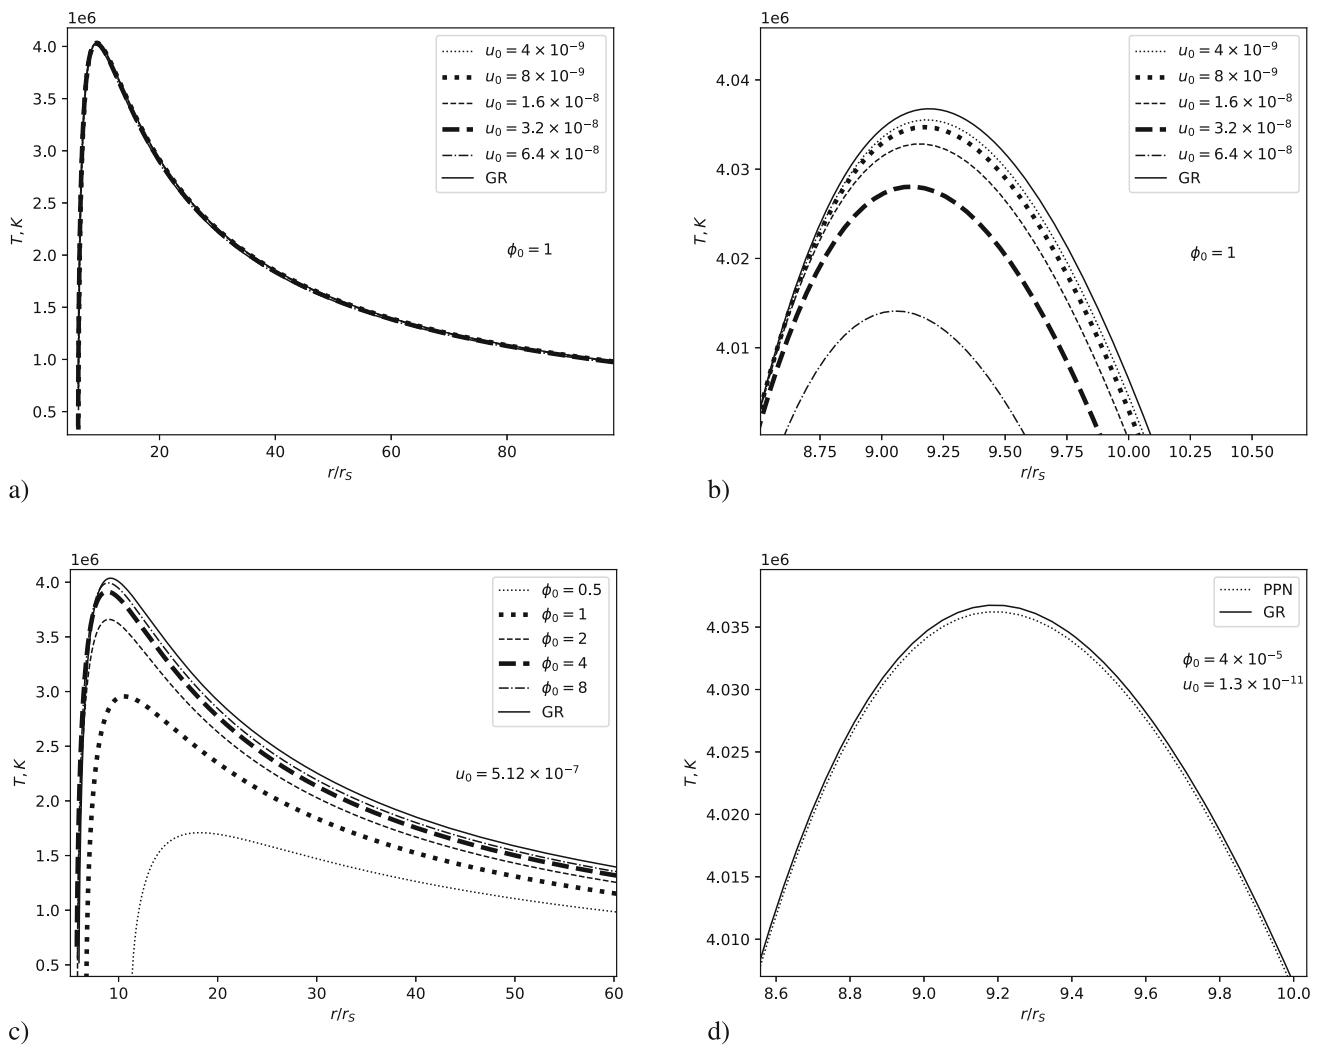 1e6
4.0
3.5
3.0
2.5
2.0
1.5
1.0
0.5
T, K
20
40
60
80
r/r_S
u₀ = 4 × 10⁻⁹
u₀ = 8 × 10⁻⁹
u₀ = 1.6 × 10⁻⁸
u₀ = 3.2 × 10⁻⁸
u₀ = 6.4 × 10⁻⁸
GR
ϕ₀ = 1
a)
1e6
4.04
4.03
4.02
4.01
T, K
8.75
9.00
9.25
9.50
9.75
10.00
10.25
10.50
r/r_S
u₀ = 4 × 10⁻⁹
u₀ = 8 × 10⁻⁹
u₀ = 1.6 × 10⁻⁸
u₀ = 3.2 × 10⁻⁸
u₀ = 6.4 × 10⁻⁸
GR
ϕ₀ = 1
b)
1e6
4.0
3.5
3.0
2.5
2.0
1.5
1.0
0.5
T, K
10
20
30
40
50
60
r/r_S
ϕ₀ = 0.5
ϕ₀ = 1
ϕ₀ = 2
ϕ₀ = 4
ϕ₀ = 8
GR
u₀ = 5.12 × 10⁻⁷
c)
1e6
4.035
4.030
4.025
4.020
4.015
4.010
T, K
8.6
8.8
9.0
9.2
9.4
9.6
9.8
10.0
r/r_S
PPN
GR
ϕ₀ = 4 × 10⁻⁵
u₀ = 1.3 × 10⁻¹¹
d)